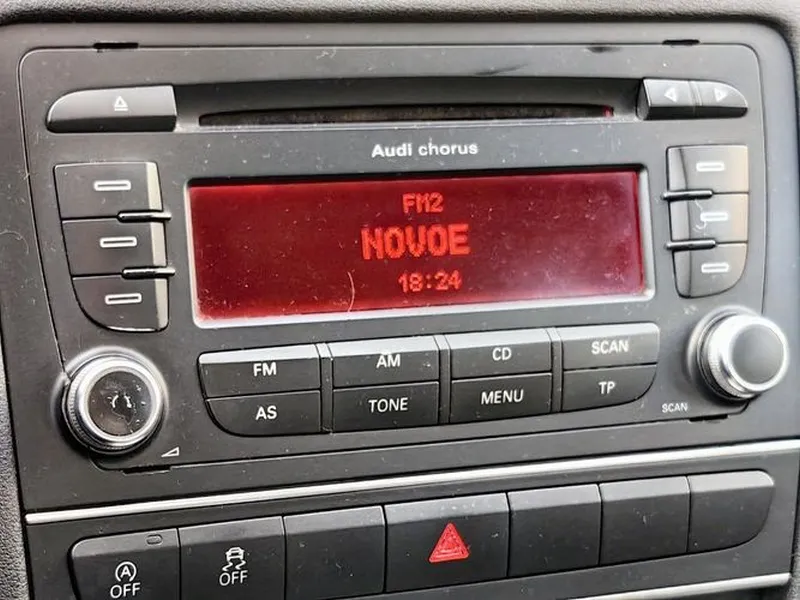 Audi chorus
FM2
NOVOE
18:24
FM
AM
CD
SCAN
AS
TONE
MENU
TP
SCAN
A
OFF
OFF